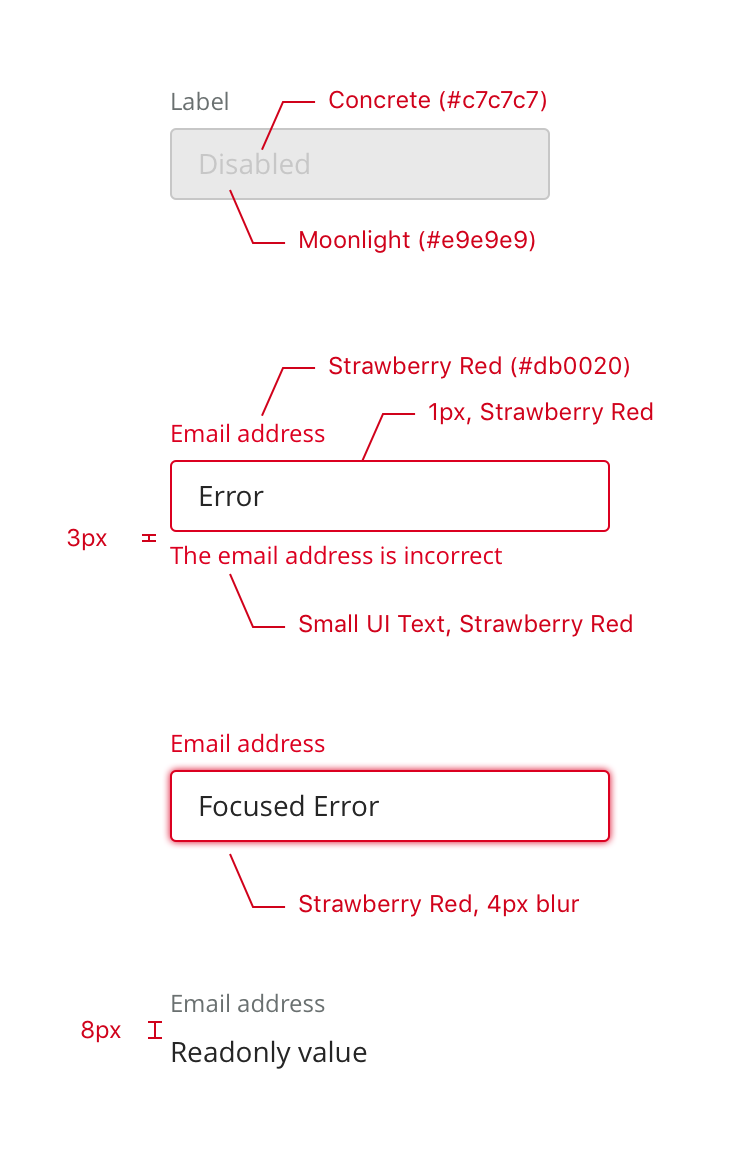 Label
Concrete (#c7c7c7)
Disabled
Moonlight (#e9e9e9)
Strawberry Red (#db0020)
1px, Strawberry Red
Email address
Error
3px
The email address is incorrect
Small UI Text, Strawberry Red
Email address
Focused Error
Strawberry Red, 4px blur
Email address
8px
Readonly value